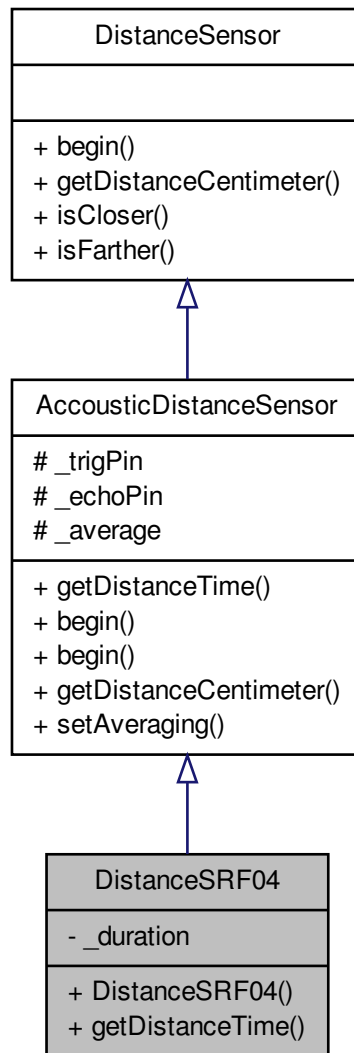 DistanceSensor
+ begin()
+ getDistanceCentimeter()
+ isCloser()
+ isFarther()
AccousticDistanceSensor
# _trigPin
# _echoPin
# _average
+ getDistanceTime()
+ begin()
+ begin()
+ getDistanceCentimeter()
+ setAveraging()
DistanceSRF04
- _duration
+ DistanceSRF04()
+ getDistanceTime()